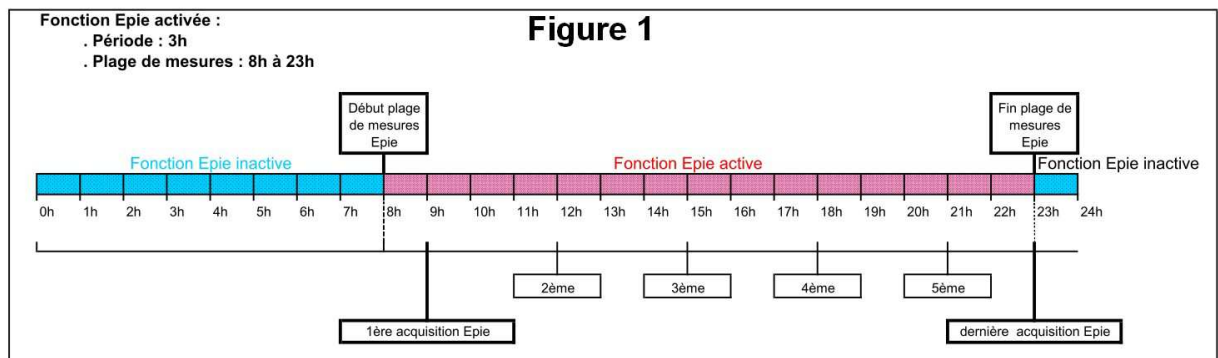 Fonction Epie activée :
. Période : 3h
. Plage de mesures : 8h à 23h
Figure 1
Début plage
de mesures
Epie
Fin plage de
mesures
Epie
Fonction Epie inactive
Fonction Epie active
Fonction Epie inactive
0h 1h 2h 3h 4h 5h 6h 7h 8h 9h 10h 11h 12h 13h 14h 15h 16h 17h 18h 19h 20h 21h 22h 23h 24h
2ème
3ème
4ème
5ème
1ère acquisition Epie
dernière acquisition Epie